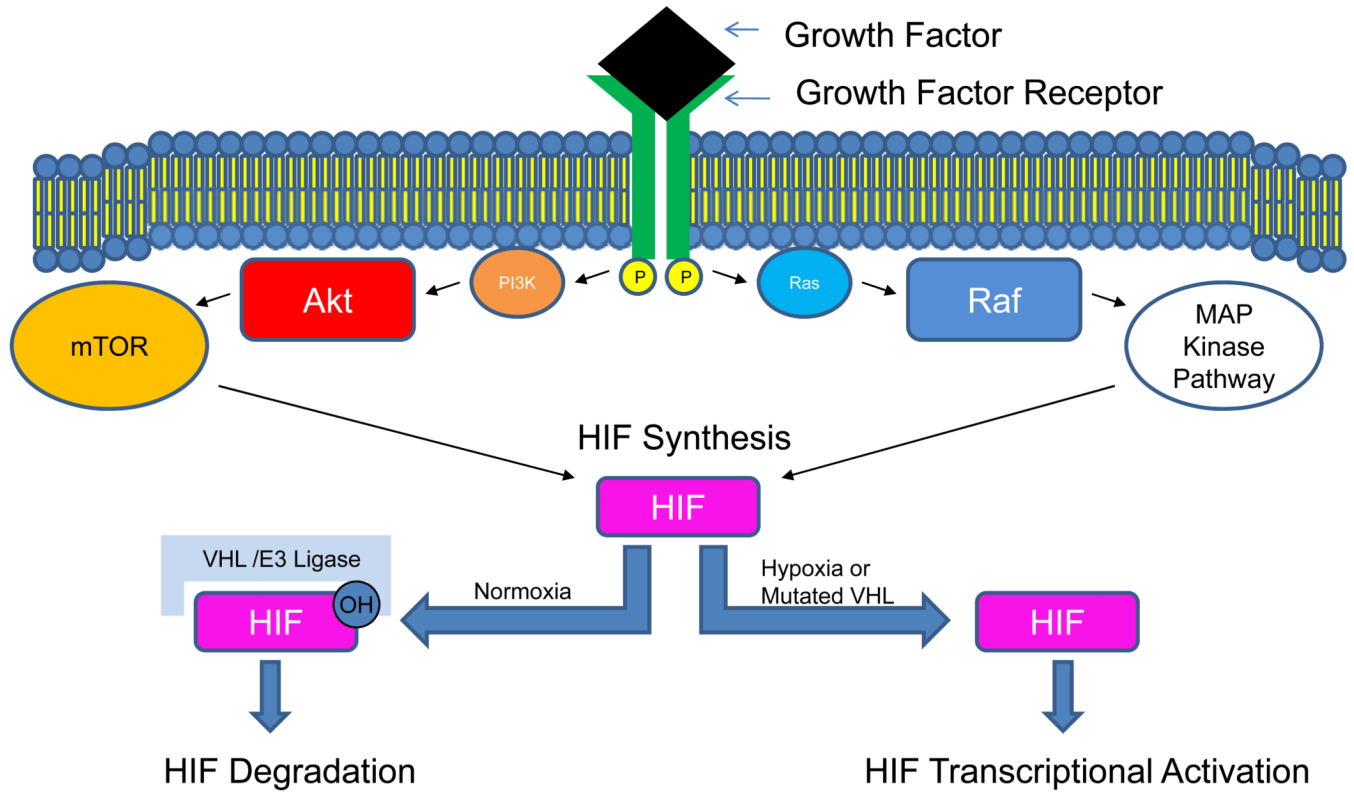 Growth Factor
Growth Factor Receptor
P
P
PI3K
Ras
Akt
Raf
mTOR
MAP
Kinase
Pathway
HIF Synthesis
HIF
VHL /E3 Ligase
Normoxia
Hypoxia or
Mutated VHL
OH
HIF
HIF
HIF Degradation
HIF Transcriptional Activation